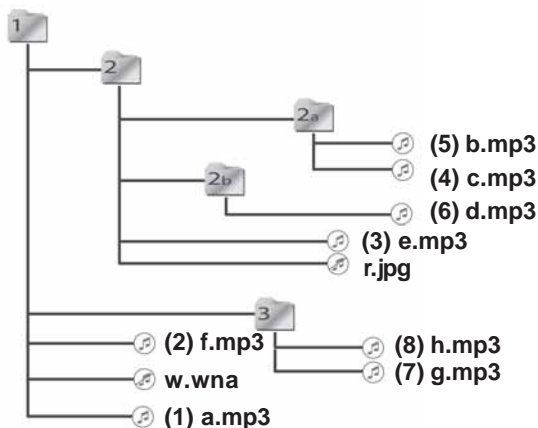 1
2
2a
(5) b.mp3
(4) c.mp3
2b
(6) d.mp3
(3) e.mp3
r.jpg
3
(2) f.mp3
(8) h.mp3
w.wna
(7) g.mp3
(1) a.mp3